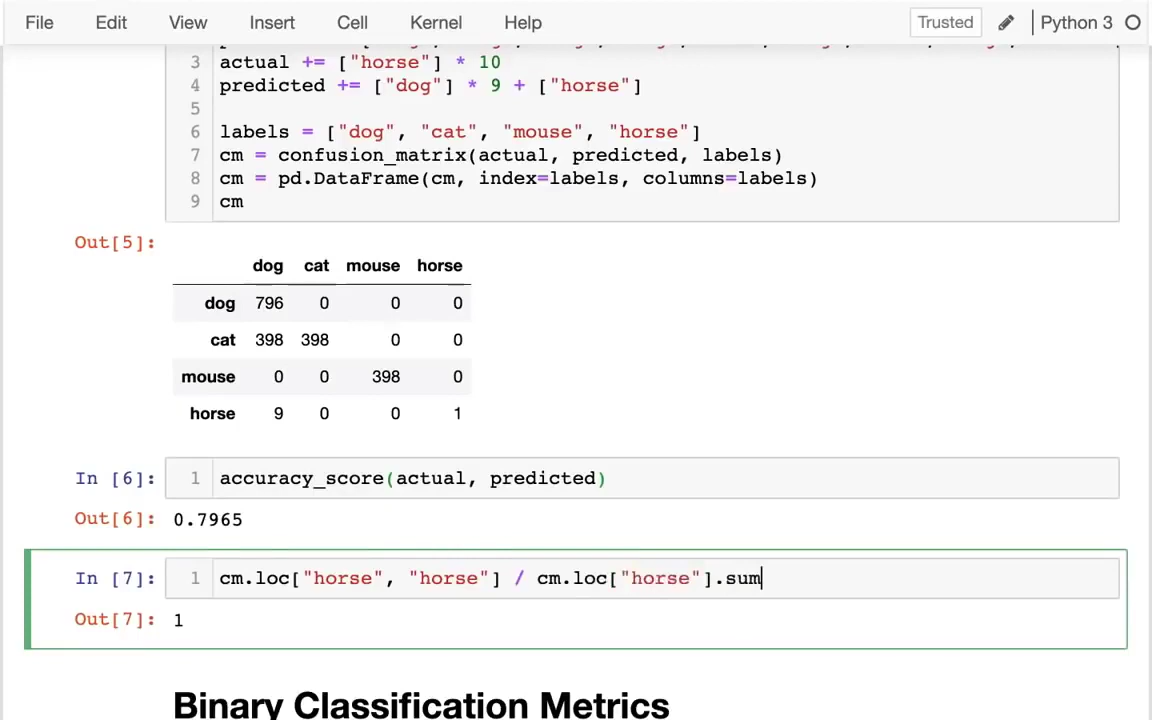 File Edit View Insert Cell Kernel Help Trusted Python 3
3 actual += ["horse"] * 10
4 predicted += ["dog"] * 9 + ["horse"]
5
6 labels = ["dog", "cat", "mouse", "horse"]
7 cm = confusion_matrix(actual, predicted, labels)
8 cm = pd.DataFrame(cm, index=labels, columns=labels)
9 cm
Out[5]:
dog cat mouse horse
dog 796 0 0 0
cat 398 398 0 0
mouse 0 0 398 0
horse 9 0 0 1
In [6]: 1 accuracy_score(actual, predicted)
Out[6]: 0.7965
In [7]: 1 cm.loc["horse", "horse"] / cm.loc["horse"].sum
Out[7]: 1
Binary Classification Metrics